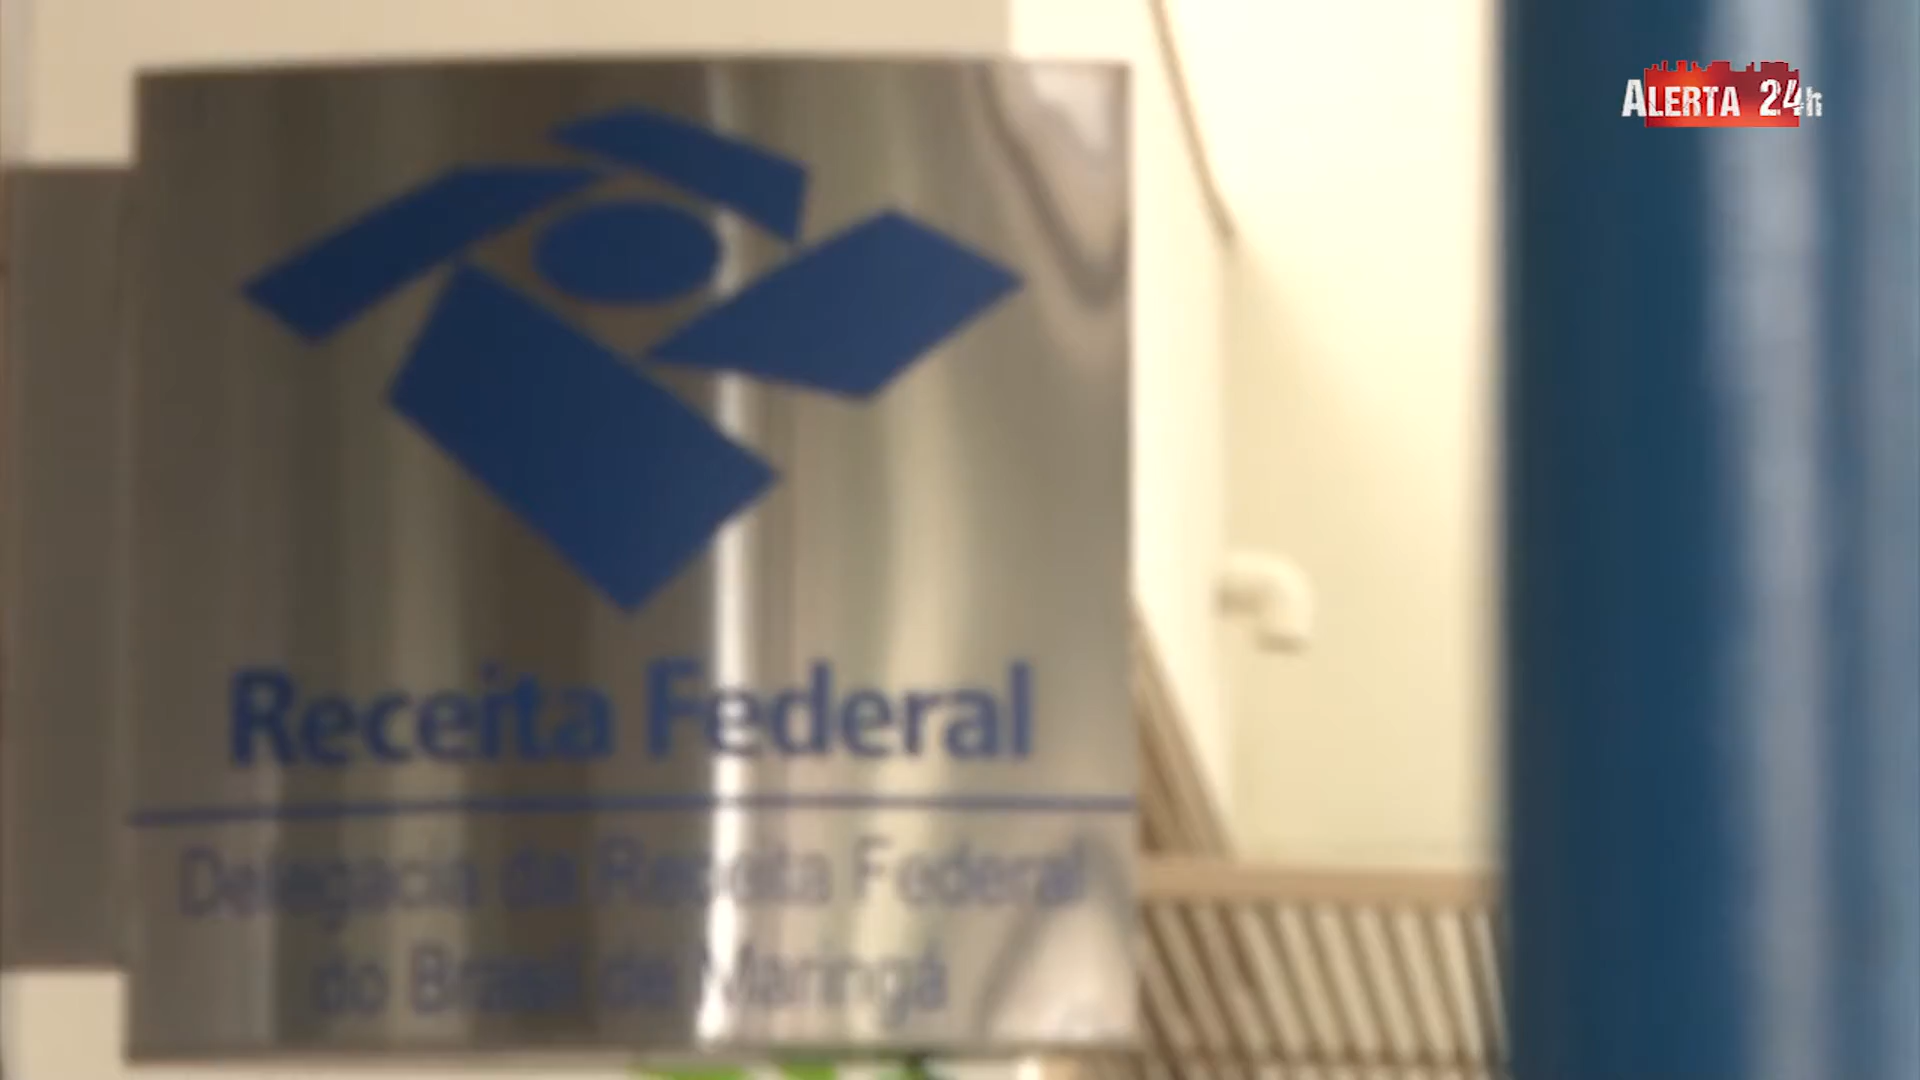 ALERTA 24h
Receita Federal
Delegacia da Receita Federal
do Brasil de Maringá